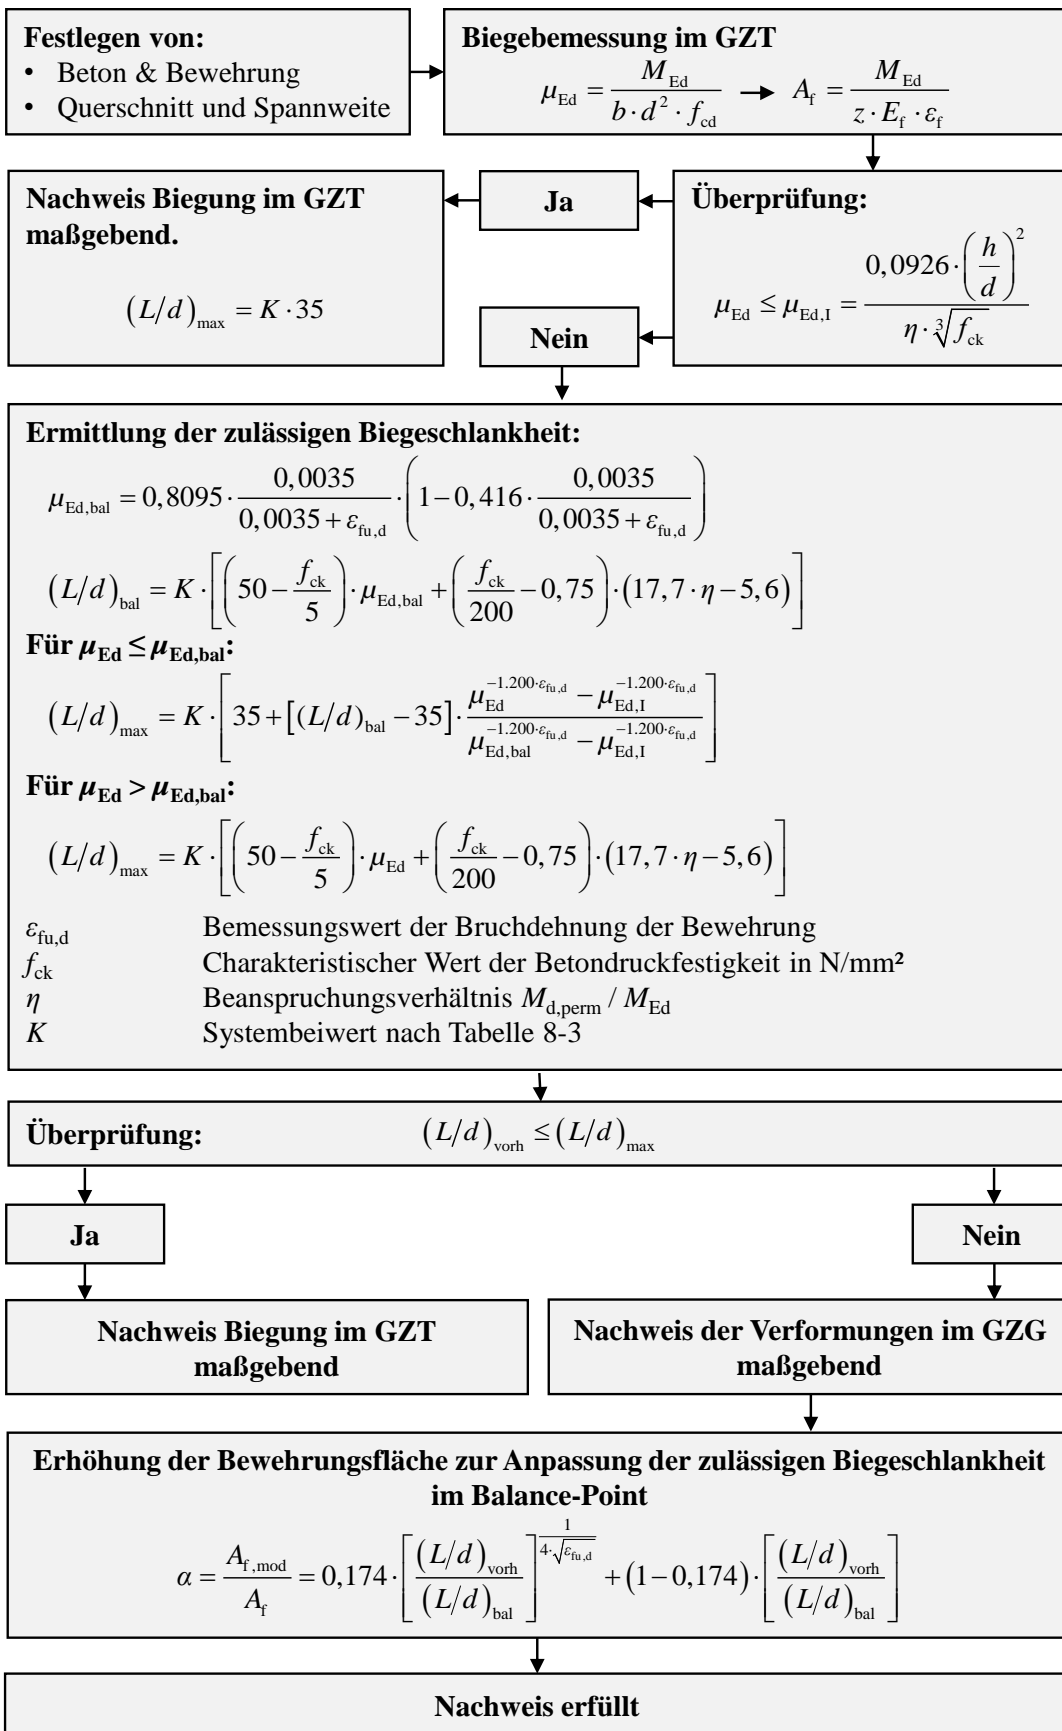 Festlegen von:
• Beton & Bewehrung
• Querschnitt und Spannweite
Biegebemessung im GZT
μ_Ed = M_Ed / (b · d² · f_cd) → A_f = M_Ed / (z · E_f · ε_f)
Nachweis Biegung im GZT
maßgebend.
(L/d)_max = K · 35
Ja
Nein
Überprüfung:
μ_Ed ≤ μ_Ed,I = (0,0926 · (h/d)²) / (η · ∛f_ck)
Ermittlung der zulässigen Biegeschlankheit:
μ_Ed,bal = 0,8095 · 0,0035 / (0,0035 + ε_fu,d) · (1 − 0,416 · 0,0035 / (0,0035 + ε_fu,d))
(L/d)_bal = K · [(50 − f_ck/5) · μ_Ed,bal + (f_ck/200 − 0,75) · (17,7 · η − 5,6)]
Für μ_Ed ≤ μ_Ed,bal:
(L/d)_max = K · [35 + [(L/d)_bal − 35] · (μ_Ed^(−1.200·ε_fu,d) − μ_Ed,I^(−1.200·ε_fu,d)) / (μ_Ed,bal^(−1.200·ε_fu,d) − μ_Ed,I^(−1.200·ε_fu,d))]
Für μ_Ed > μ_Ed,bal:
(L/d)_max = K · [(50 − f_ck/5) · μ_Ed + (f_ck/200 − 0,75) · (17,7 · η − 5,6)]
ε_fu,d Bemessungswert der Bruchdehnung der Bewehrung
f_ck Charakteristischer Wert der Betondruckfestigkeit in N/mm²
η Beanspruchungsverhältnis M_d,perm / M_Ed
K Systembeiwert nach Tabelle 8-3
Überprüfung: (L/d)_vorh ≤ (L/d)_max
Ja
Nein
Nachweis Biegung im GZT
maßgebend
Nachweis der Verformungen im GZG
maßgebend
Erhöhung der Bewehrungsfläche zur Anpassung der zulässigen Biegeschlankheit
im Balance-Point
α = A_f,mod / A_f = 0,174 · [(L/d)_vorh / (L/d)_bal]^(1/(4·√ε_fu,d)) + (1 − 0,174) · [(L/d)_vorh / (L/d)_bal]
Nachweis erfüllt